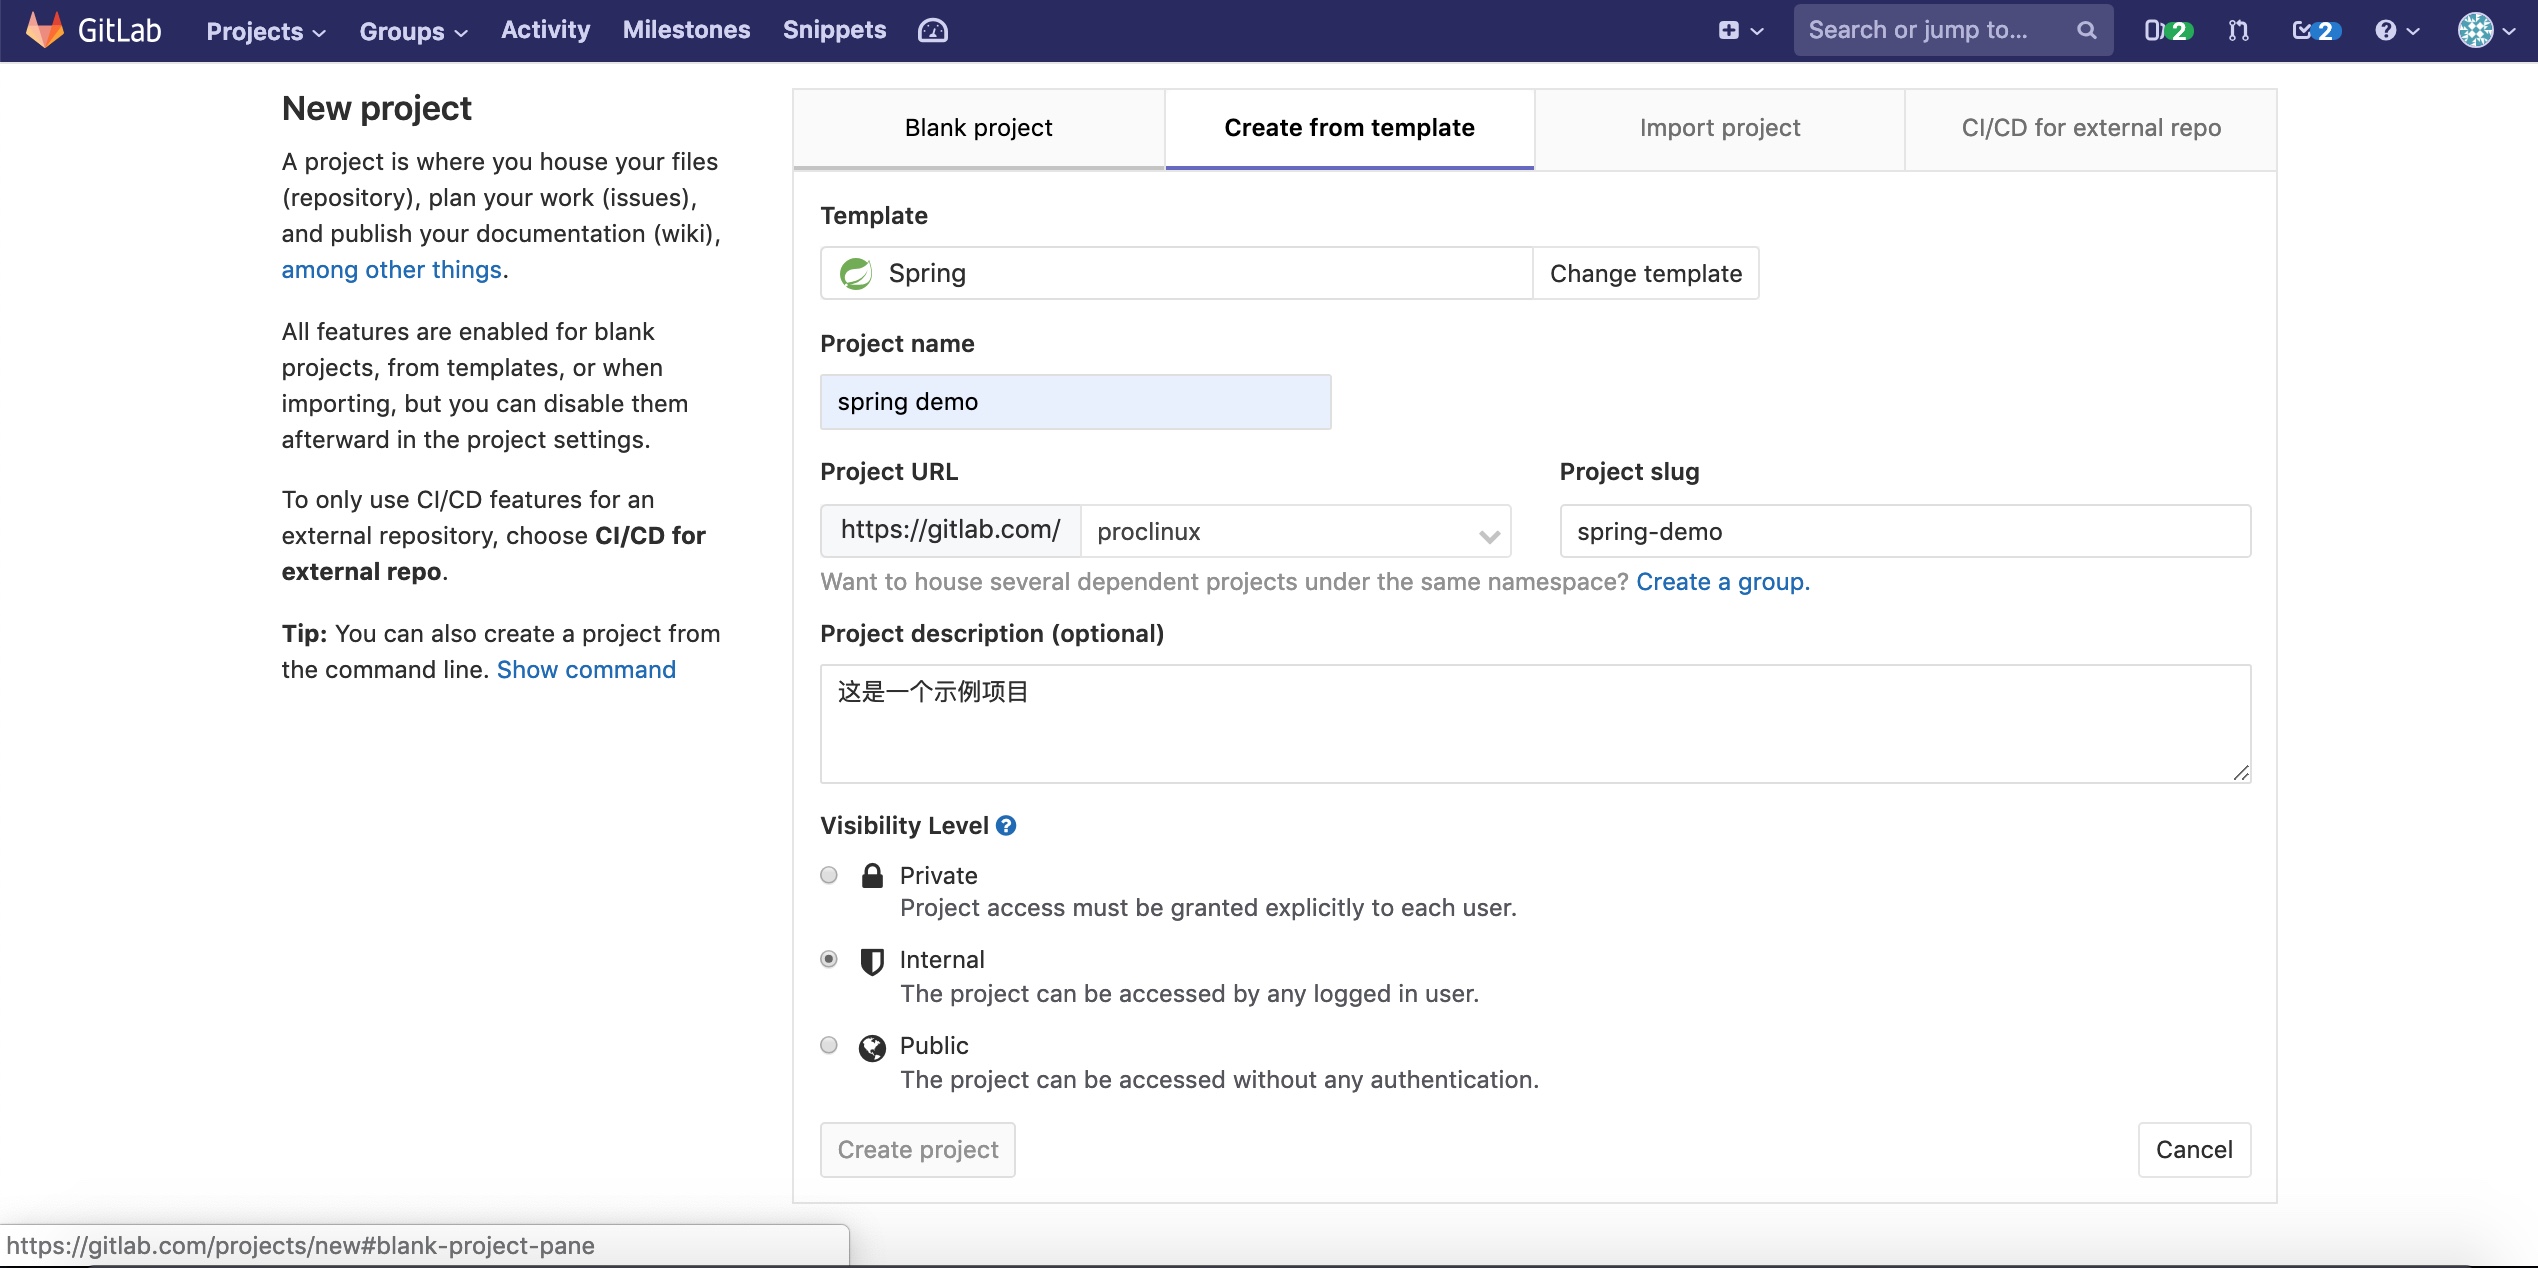 GitLab Projects Groups Activity Milestones Snippets Search or jump to... 2 2
New project
A project is where you house your files
(repository), plan your work (issues),
and publish your documentation (wiki),
among other things.
All features are enabled for blank
projects, from templates, or when
importing, but you can disable them
afterward in the project settings.
To only use CI/CD features for an
external repository, choose CI/CD for
external repo.
Tip: You can also create a project from
the command line. Show command
Blank project Create from template Import project CI/CD for external repo
Template
Spring Change template
Project name
spring demo
Project URL Project slug
https://gitlab.com/ proclinux spring-demo
Want to house several dependent projects under the same namespace? Create a group.
Project description (optional)
这是一个示例项目
Visibility Level
Private
Project access must be granted explicitly to each user.
Internal
The project can be accessed by any logged in user.
Public
The project can be accessed without any authentication.
Create project Cancel
https://gitlab.com/projects/new#blank-project-pane